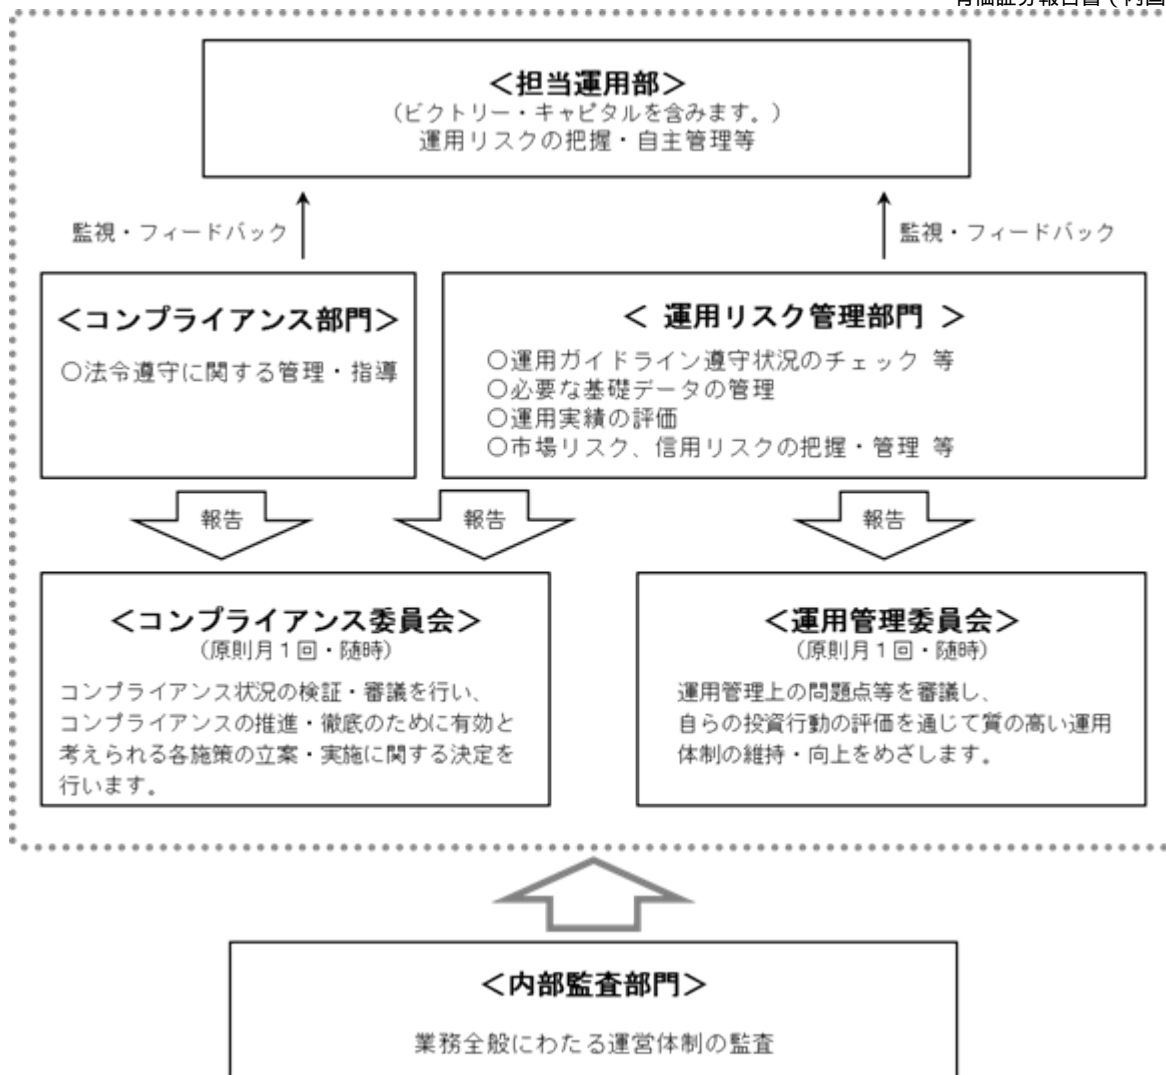 ＜担当運用部＞
（ビクトリー・キャピタルを含みます。）
運用リスクの把握・自主管理等
監視・フィードバック
監視・フィードバック
＜コンプライアンス部門＞
○法令遵守に関する管理・指導
＜ 運用リスク管理部門 ＞
○運用ガイドライン遵守状況のチェック 等
○必要な基礎データの管理
○運用実績の評価
○市場リスク、信用リスクの把握・管理 等
報告
報告
報告
＜コンプライアンス委員会＞
（原則月１回・随時）
コンプライアンス状況の検証・審議を行い、
コンプライアンスの推進・徹底のために有効と
考えられる各施策の立案・実施に関する決定を
行います。
＜運用管理委員会＞
（原則月１回・随時）
運用管理上の問題点等を審議し、
自らの投資行動の評価を通じて質の高い運用
体制の維持・向上をめざします。
＜内部監査部門＞
業務全般にわたる運営体制の監査